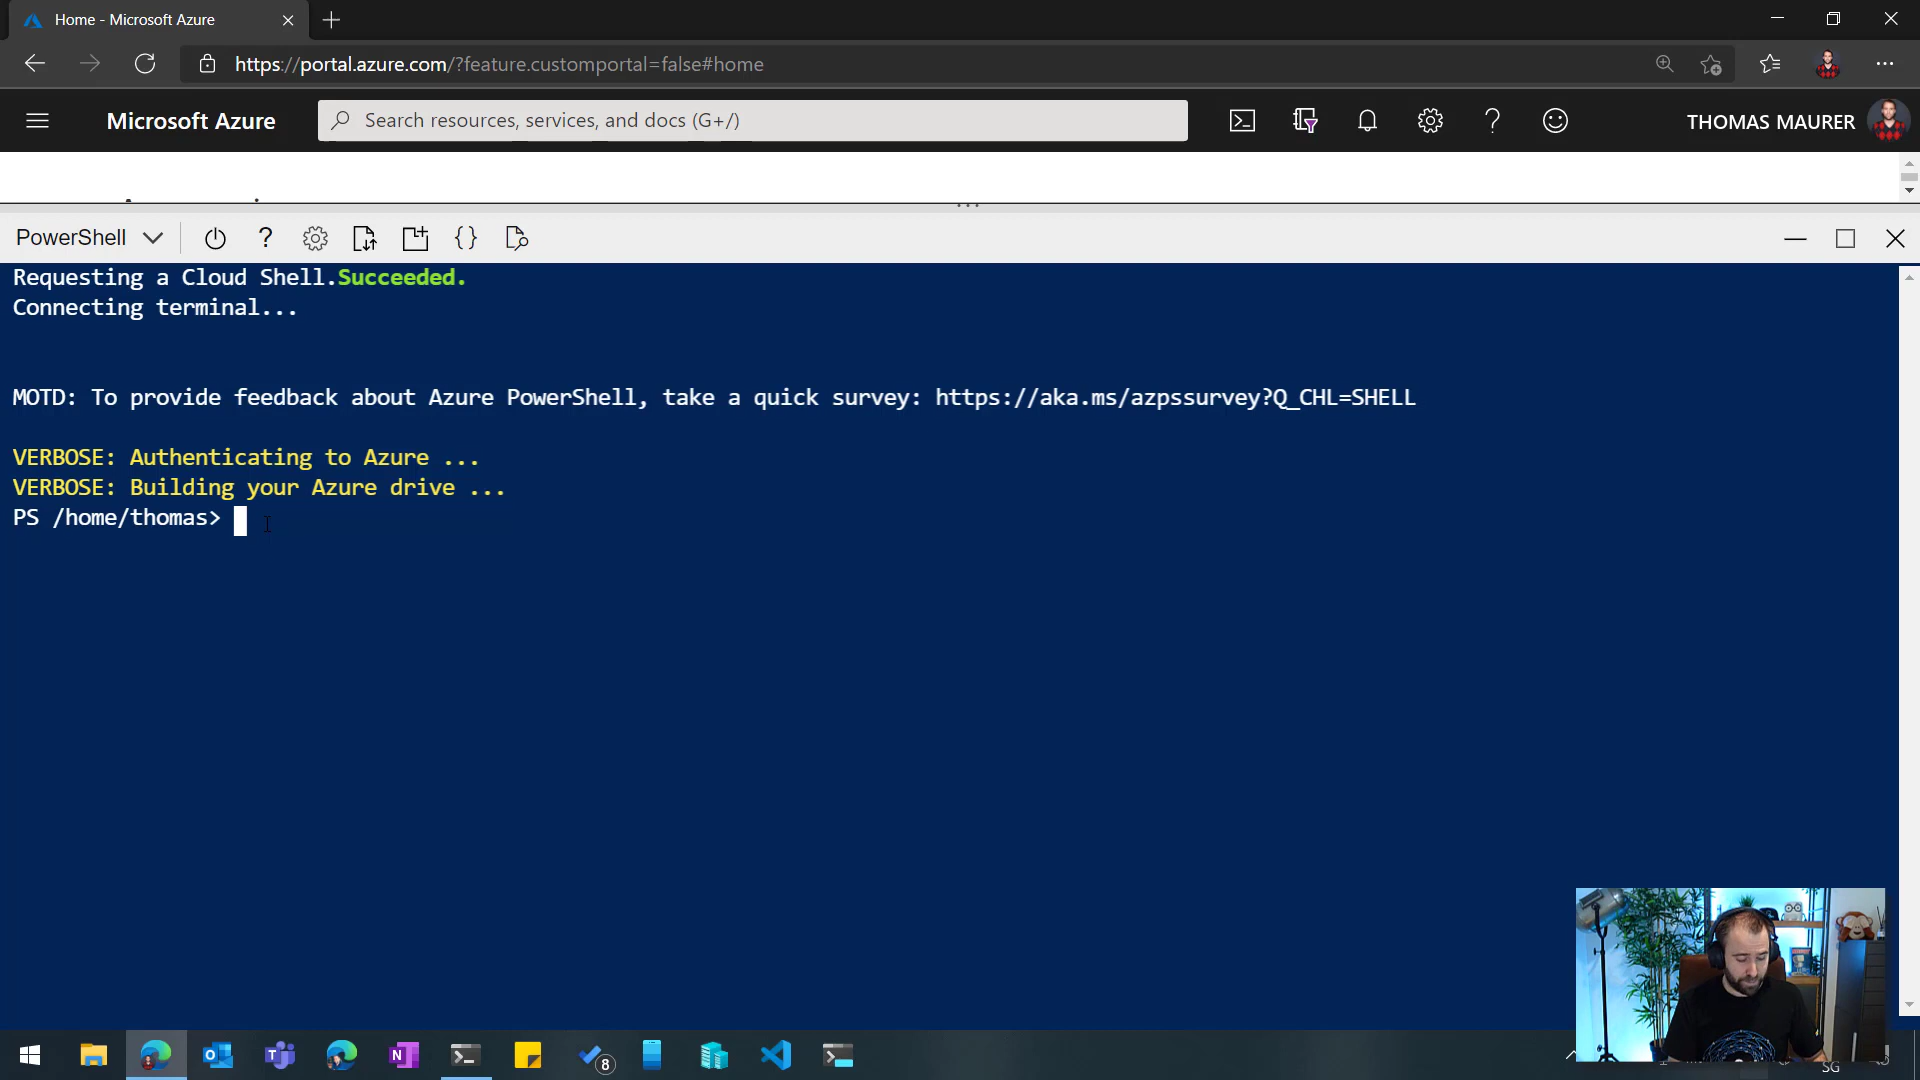 Home - Microsoft Azure
https://portal.azure.com/?feature.customportal=false#home
Microsoft Azure
Search resources, services, and docs (G+/)
THOMAS MAURER
PowerShell
Requesting a Cloud Shell.Succeeded.
Connecting terminal...
MOTD: To provide feedback about Azure PowerShell, take a quick survey: https://aka.ms/azpssurvey?Q_CHL=SHELL
VERBOSE: Authenticating to Azure ...
VERBOSE: Building your Azure drive ...
PS /home/thomas>
8
SG